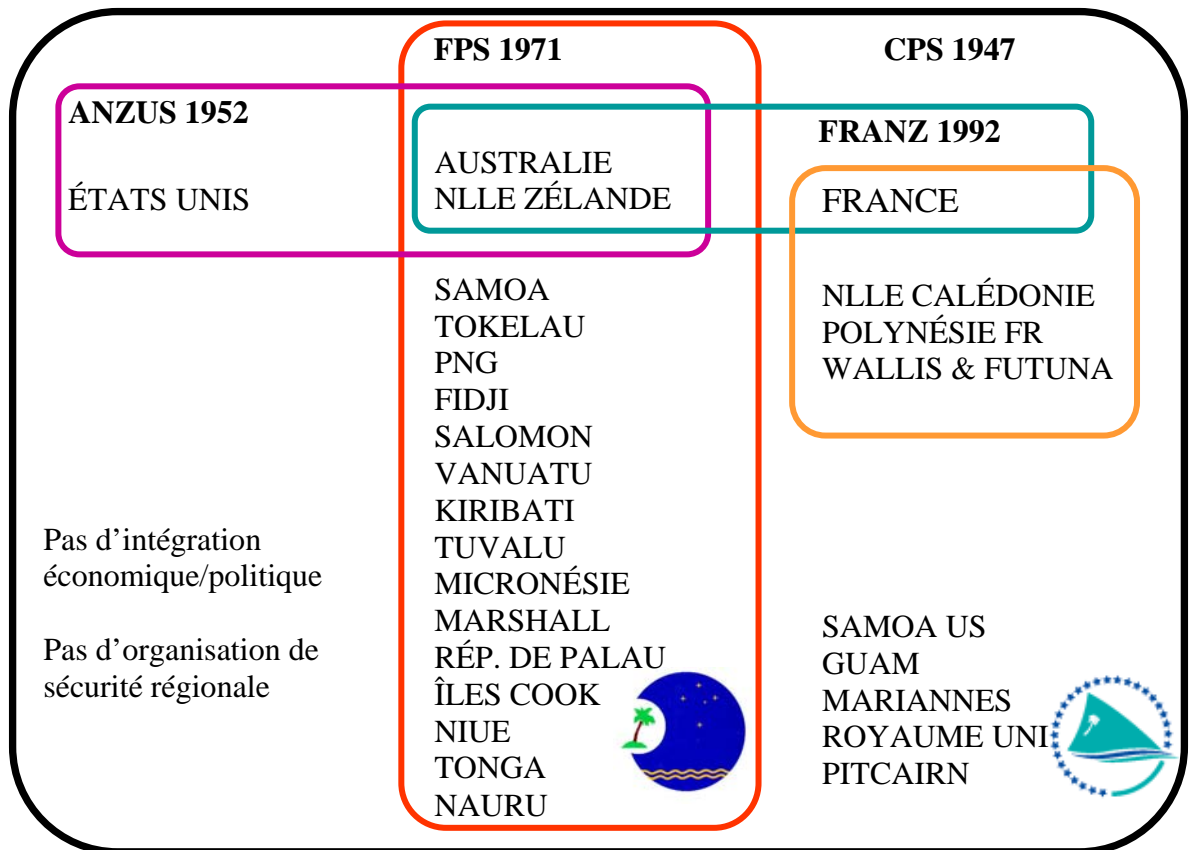 FPS 1971
CPS 1947
ANZUS 1952
FRANZ 1992
ÉTATS UNIS
AUSTRALIE
NLLE ZÉLANDE
FRANCE
SAMOA
TOKELAU
PNG
FIDJI
SALOMON
VANUATU
KIRIBATI
TUVALU
MICRONÉSIE
MARSHALL
RÉP. DE PALAU
ÎLES COOK
NIUE
TONGA
NAURU
NLLE CALÉDONIE
POLYNÉSIE FR
WALLIS & FUTUNA
Pas d’intégration
économique/politique
Pas d’organisation de
sécurité régionale
SAMOA US
GUAM
MARIANNES
ROYAUME UNI
PITCAIRN